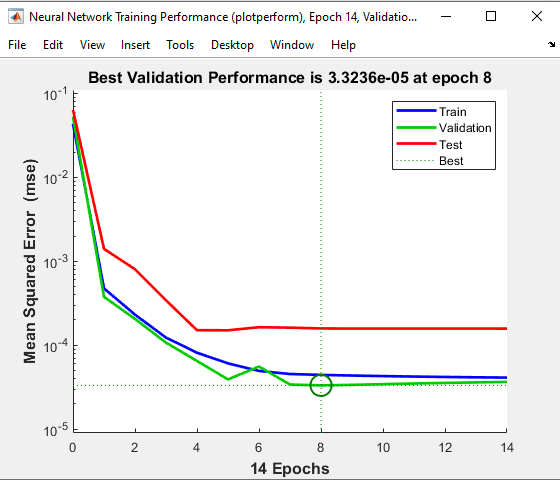 Neural Network Training Performance (plotperform), Epoch 14, Validatio...
File Edit View Insert Tools Desktop Window Help
Best Validation Performance is 3.3236e-05 at epoch 8
Mean Squared Error (mse)
10^-1
10^-2
10^-3
10^-4
10^-5
Train
Validation
Test
Best
0 2 4 6 8 10 12 14
14 Epochs